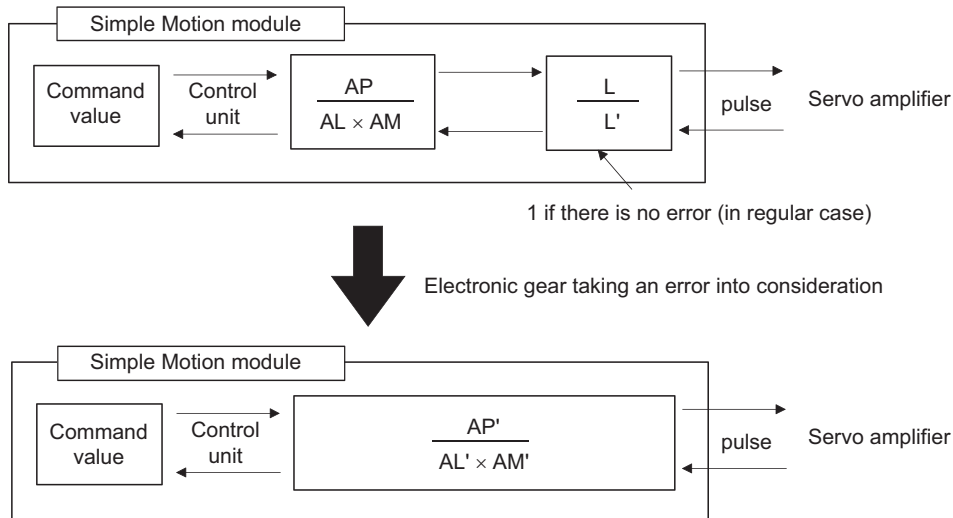 Simple Motion module
Command
value
Control
unit
AP
AL × AM
L
L'
pulse
Servo amplifier
1 if there is no error (in regular case)
Electronic gear taking an error into consideration
Simple Motion module
Command
value
Control
unit
AP'
AL' × AM'
pulse
Servo amplifier